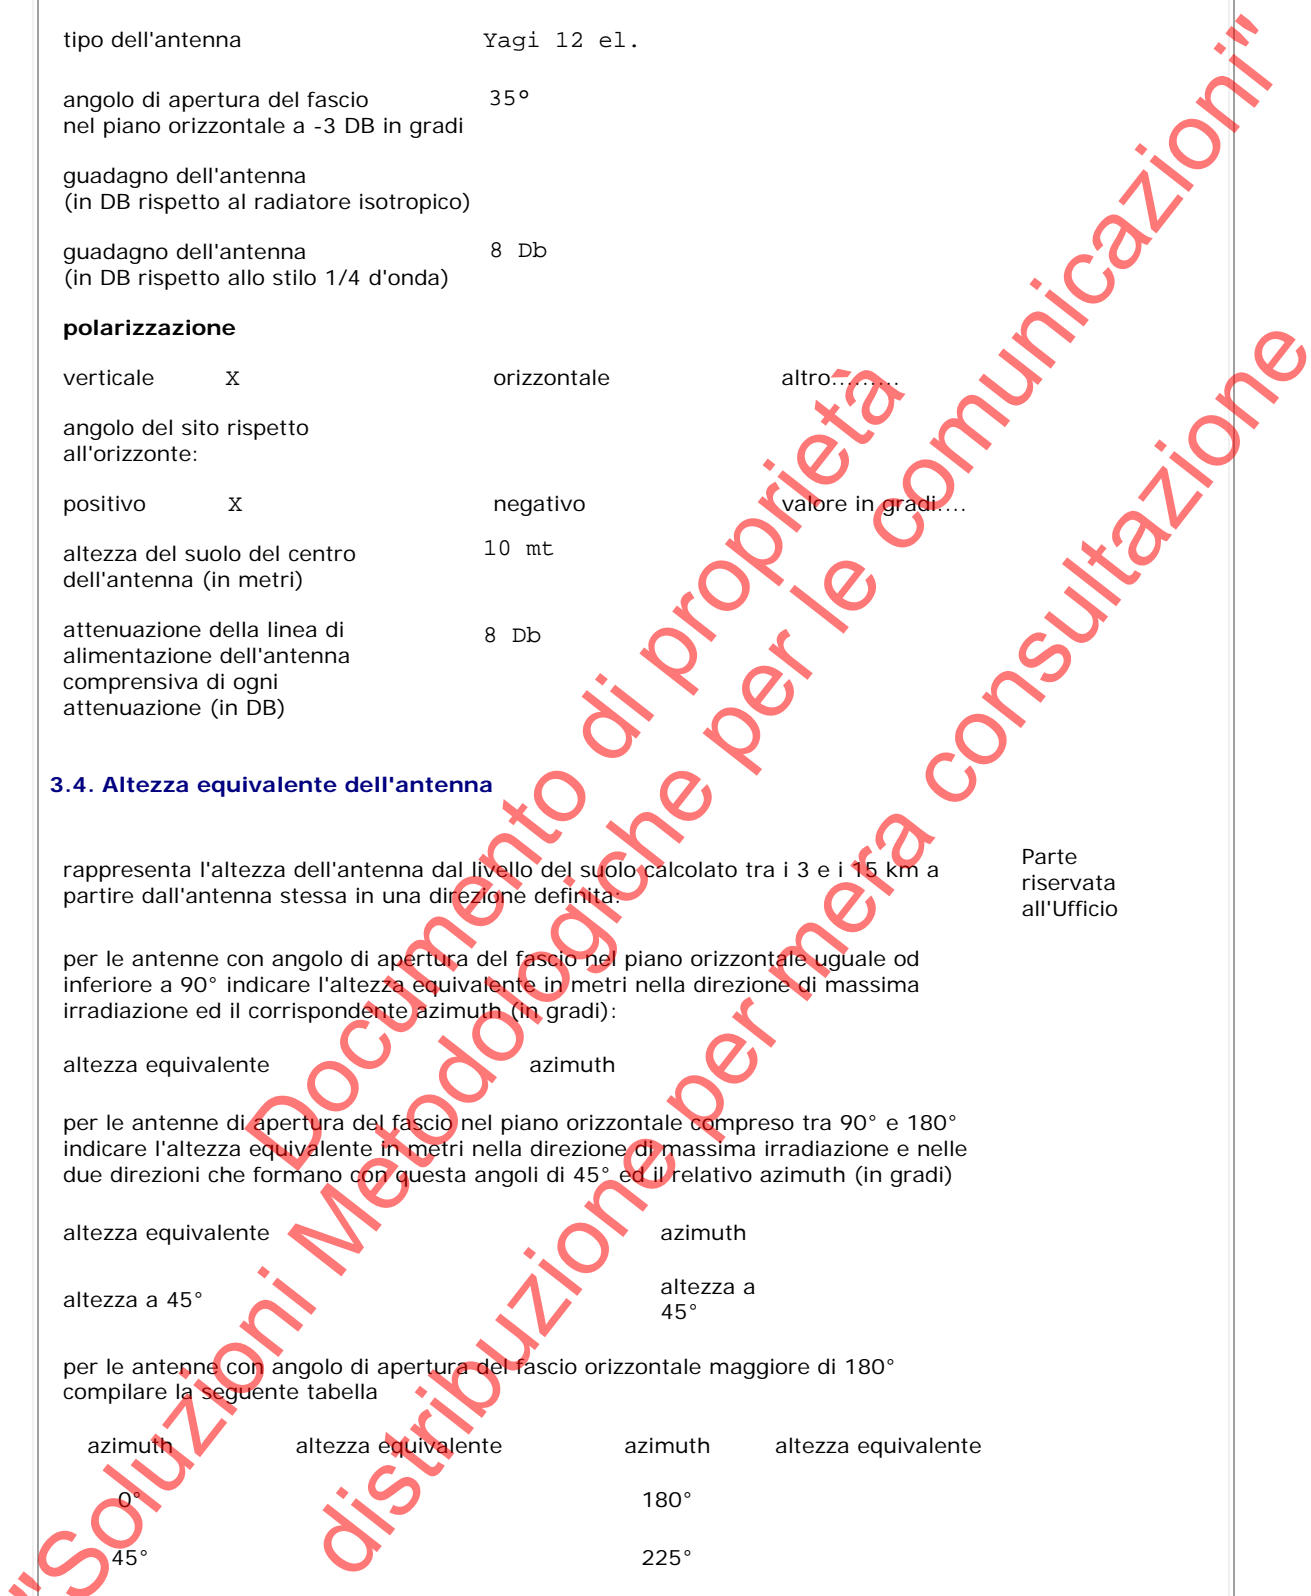 tipo dell'antenna Yagi 12 el.
angolo di apertura del fascio 35°
nel piano orizzontale a -3 DB in gradi
guadagno dell'antenna
(in DB rispetto al radiatore isotropico)
guadagno dell'antenna 8 Db
(in DB rispetto allo stilo 1/4 d'onda)
polarizzazione
verticale X orizzontale altro.........
angolo del sito rispetto
all'orizzonte:
positivo X negativo valore in gradi....
altezza del suolo del centro 10 mt
dell'antenna (in metri)
attenuazione della linea di 8 Db
alimentazione dell'antenna
comprensiva di ogni
attenuazione (in DB)
3.4. Altezza equivalente dell'antenna
rappresenta l'altezza dell'antenna dal livello del suolo calcolato tra i 3 e i 15 km a
partire dall'antenna stessa in una direzione definita:
Parte
riservata
all'Ufficio
per le antenne con angolo di apertura del fascio nel piano orizzontale uguale od
inferiore a 90° indicare l'altezza equivalente in metri nella direzione di massima
irradiazione ed il corrispondente azimuth (in gradi):
altezza equivalente azimuth
per le antenne di apertura del fascio nel piano orizzontale compreso tra 90° e 180°
indicare l'altezza equivalente in metri nella direzione di massima irradiazione e nelle
due direzioni che formano con questa angoli di 45° ed il relativo azimuth (in gradi)
altezza equivalente azimuth
altezza a 45° altezza a
45°
per le antenne con angolo di apertura del fascio orizzontale maggiore di 180°
compilare la seguente tabella
azimuth altezza equivalente azimuth altezza equivalente
0° 180°
45° 225°
Documento di proprietà
"Soluzioni Metodologiche per le comunicazioni"
distribuzione per mera consultazione